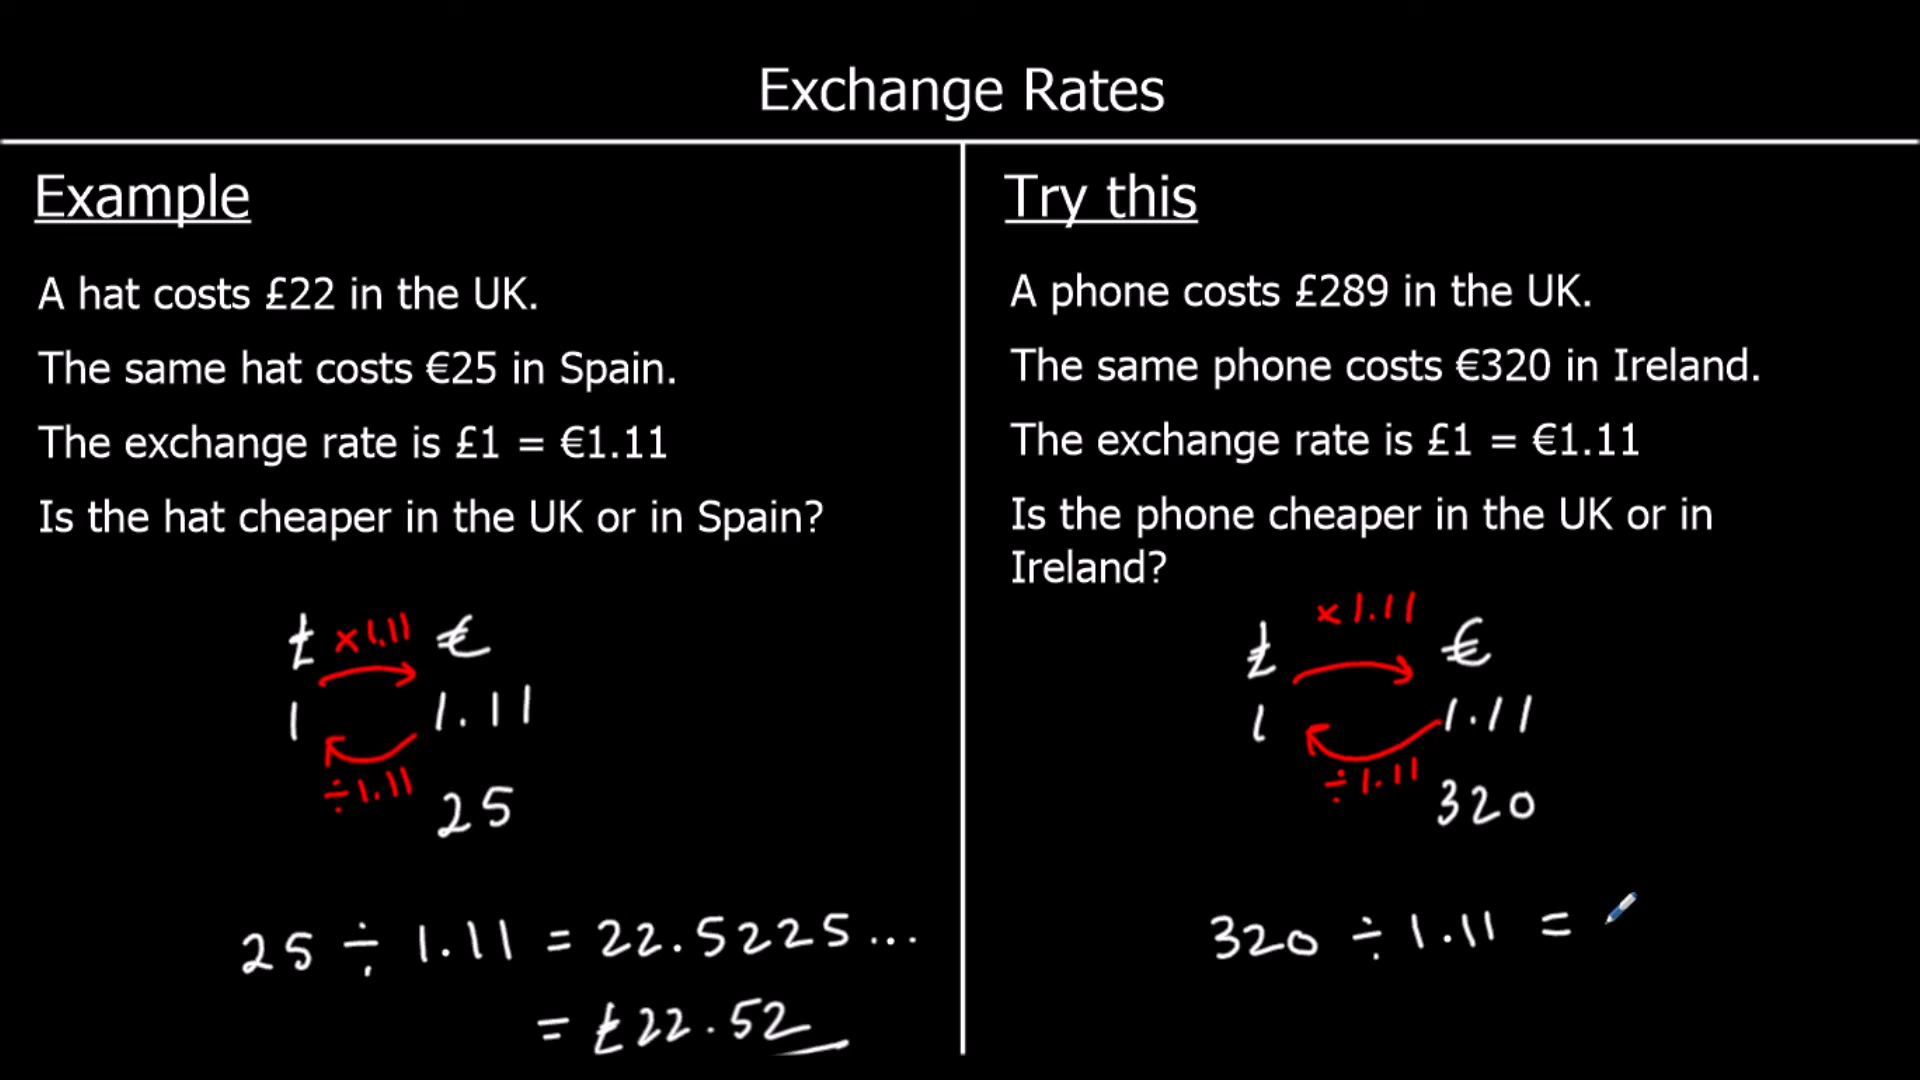 Exchange Rates
Example
A hat costs £22 in the UK.
The same hat costs €25 in Spain.
The exchange rate is £1 = €1.11
Is the hat cheaper in the UK or in Spain?
£ ×1.11 €
1 1.11
÷1.11
25
25 ÷ 1.11 = 22.5225...
= £22.52
Try this
A phone costs £289 in the UK.
The same phone costs €320 in Ireland.
The exchange rate is £1 = €1.11
Is the phone cheaper in the UK or in
Ireland?
×1.11
£ €
1 1.11
÷1.11
320
320 ÷ 1.11 =